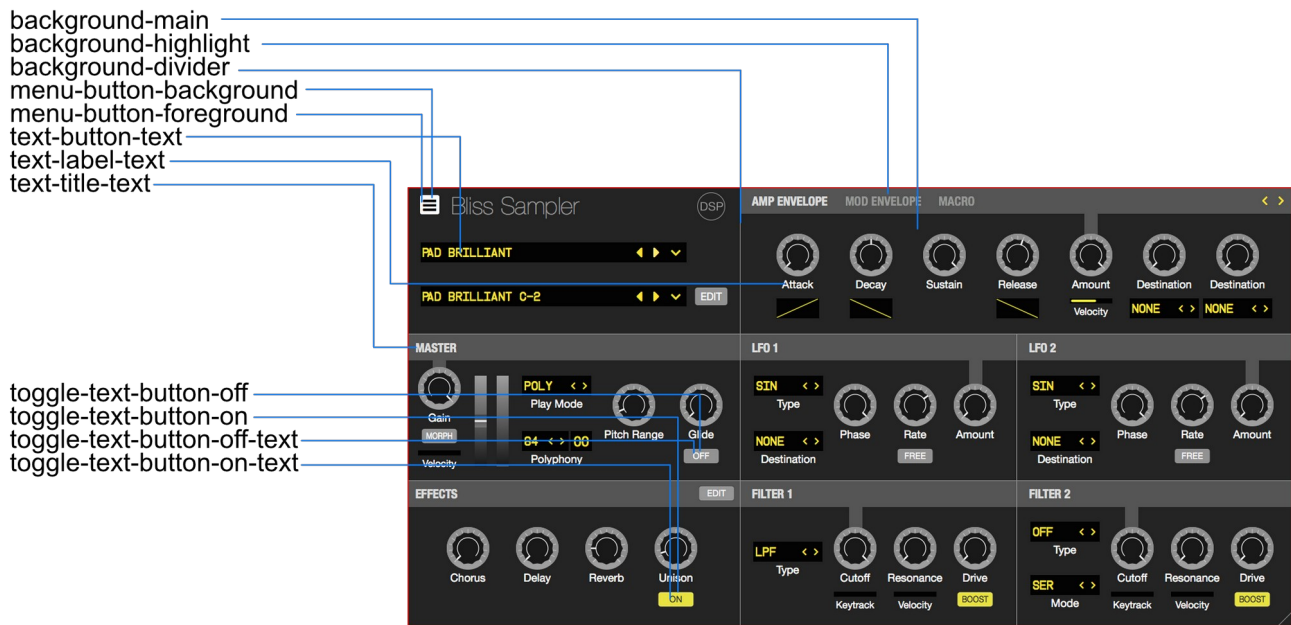 background-main
background-highlight
background-divider
menu-button-background
menu-button-foreground
text-button-text
text-label-text
text-title-text
Bliss Sampler
DSP
AMP ENVELOPE MOD ENVELOPE MACRO < >
PAD BRILLIANT
PAD BRILLIANT C-2
EDIT
Attack Decay Sustain Release Amount Destination Destination
Velocity
NONE < > NONE < >
MASTER
LFO 1
LFO 2
toggle-text-button-off
toggle-text-button-on
toggle-text-button-off-text
toggle-text-button-on-text
Gain
MORPH
Velocity
POLY < >
Play Mode
04 < > 00
Polyphony
Pitch Range
Glide
OFF
SIN < >
Type
NONE < >
Destination
Phase Rate Amount
FREE
SIN < >
Type
NONE < >
Destination
Phase Rate Amount
FREE
EFFECTS
EDIT
FILTER 1
FILTER 2
Chorus Delay Reverb Unison
ON
LPF < >
Type
Cutoff Resonance Drive
Keytrack Velocity BOOST
OFF < >
Type
SER < >
Mode
Cutoff Resonance Drive
Keytrack Velocity BOOST